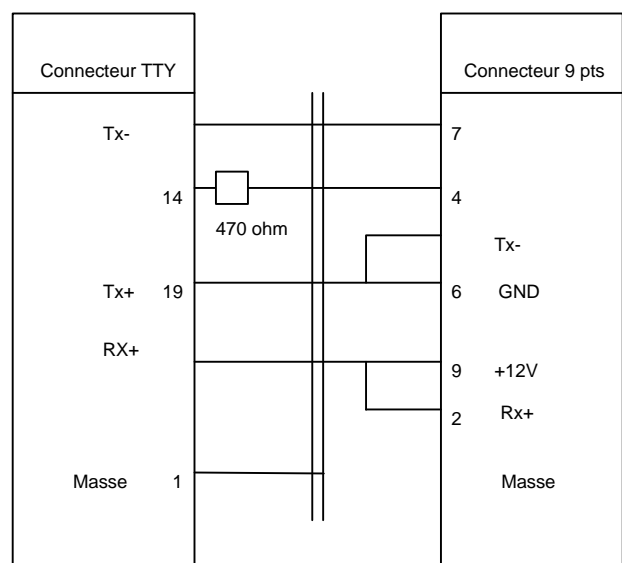 Connecteur TTY
Connecteur 9 pts
Tx- 7
14 4
470 ohm
Tx-
Tx+ 19 6 GND
RX+
9 +12V
2 Rx+
Masse 1 Masse